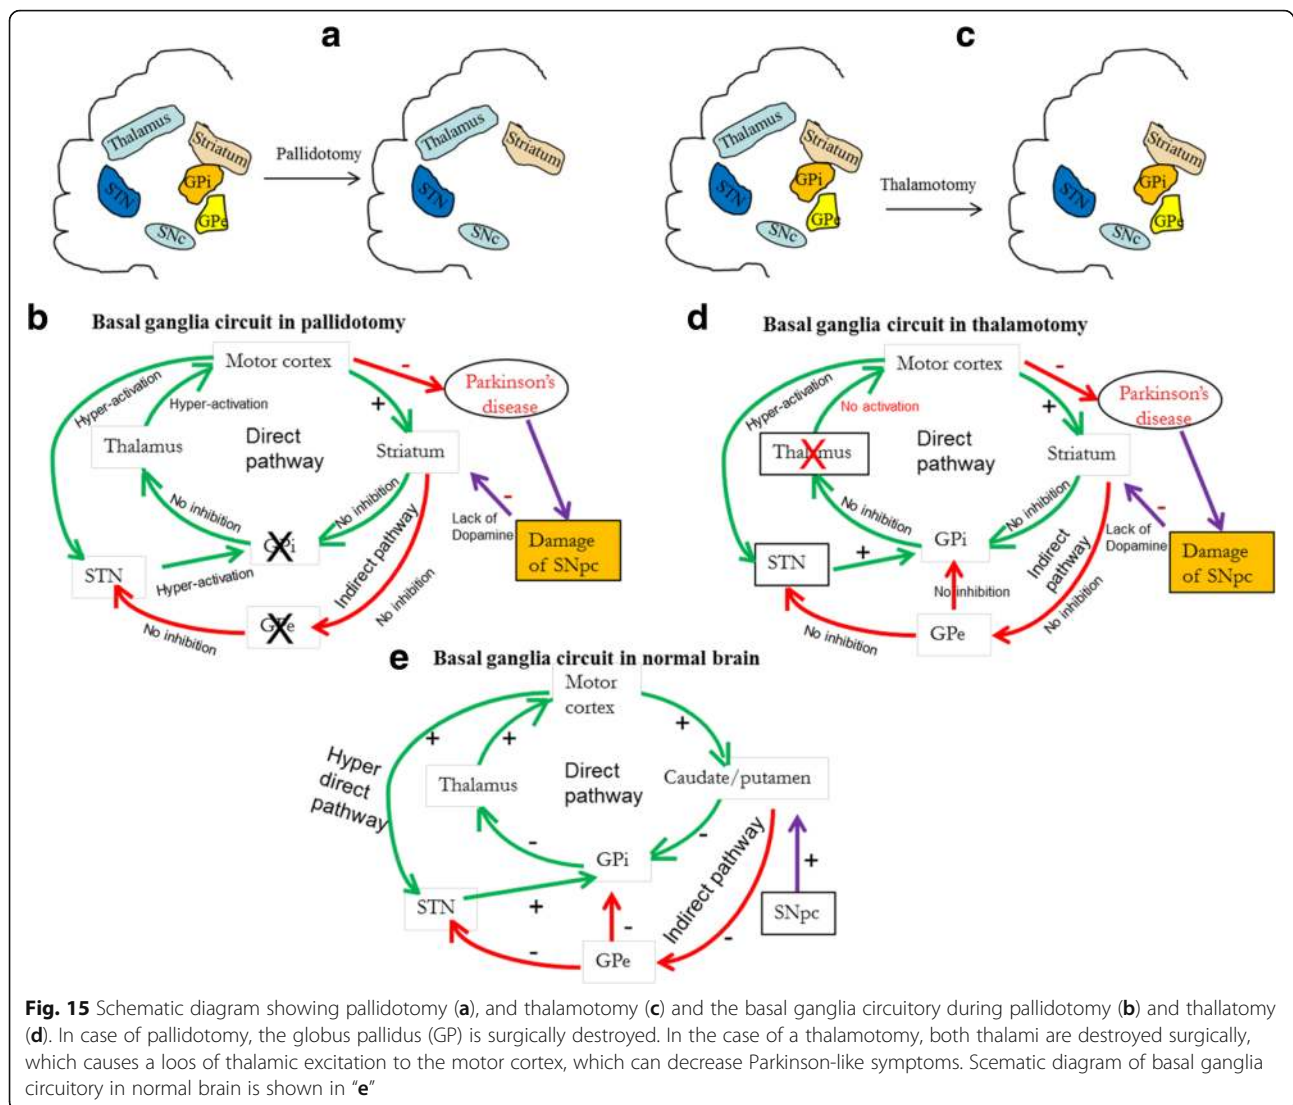 a
Thalamus
Striatum
GPi
STN
GPe
SNc
Pallidotomy
Thalamus
Striatum
STN
SNc
c
Thalamus
Striatum
GPi
STN
GPe
SNc
Thalamotomy
Striatum
GPi
STN
GPe
SNc
b
Basal ganglia circuit in pallidotomy
Motor cortex
-
Parkinson's
disease
Hyper-activation
Hyper-activation
+
Thalamus
Direct
pathway
Striatum
No inhibition
No inhibition
-
Lack of
Dopamine
Damage
of SNpc
GPi
STN
Hyper-activation
Indirect pathway
No inhibition
GPe
No inhibition
d
Basal ganglia circuit in thalamotomy
Motor cortex
-
Parkinson's
disease
Hyper-activation
No activation
+
Thalamus
Direct
pathway
Striatum
No inhibition
No inhibition
-
Lack of
Dopamine
Damage
of SNpc
GPi
STN
+
Indirect
pathway
No inhibition
No inhibition
GPe
No inhibition
e
Basal ganglia circuit in normal brain
Motor
cortex
+
+
+
Hyper
direct
pathway
Thalamus
Direct
pathway
Caudate/putamen
-
-
GPi
Indirect pathway
+
STN
+
SNpc
-
-
-
GPe
Fig. 15 Schematic diagram showing pallidotomy (a), and thalamotomy (c) and the basal ganglia circuitory during pallidotomy (b) and thallatomy
(d). In case of pallidotomy, the globus pallidus (GP) is surgically destroyed. In the case of a thalamotomy, both thalami are destroyed surgically,
which causes a loos of thalamic excitation to the motor cortex, which can decrease Parkinson-like symptoms. Scematic diagram of basal ganglia
circuitory in normal brain is shown in “e”